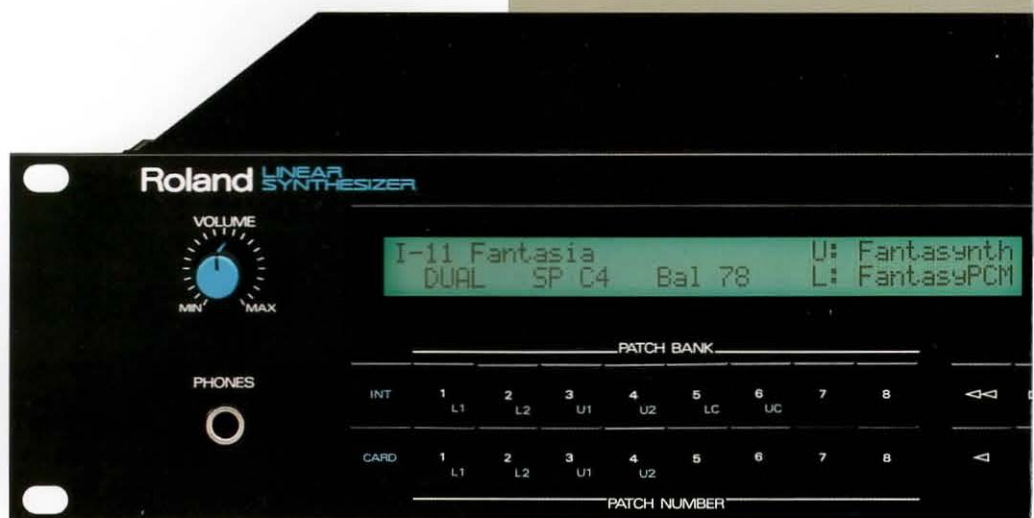 Roland LINEAR SYNTHESIZER
VOLUME
MIN MAX
I-11 Fantasia U: Fantasynth
DUAL SP C4 Bal 78 L: FantasyPCM
PATCH BANK
PHONES
INT 1 2 3 4 5 6 7 8
L1 L2 U1 U2 LC UC
CARD 1 2 3 4 5 6 7 8
L1 L2 U1 U2
PATCH NUMBER